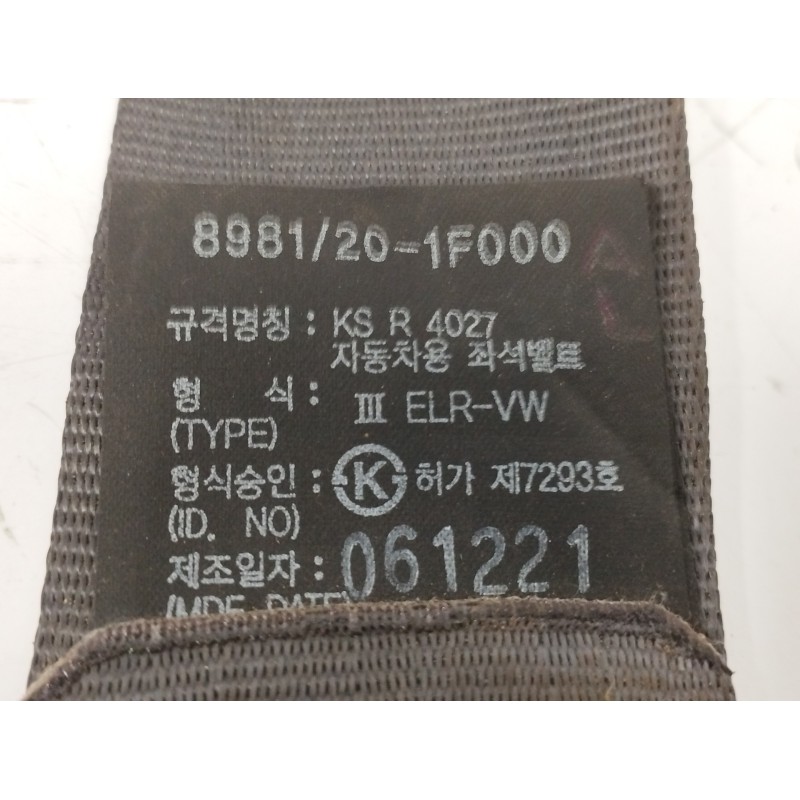 8981/20-1F000
규격명칭 : KS R 4027
자동차용 좌석벨트
형 식 : III ELR-VW
(TYPE)
형식승인 : K 허가 제7293호
(ID. NO)
제조일자 : 061221
(MDF DATE)